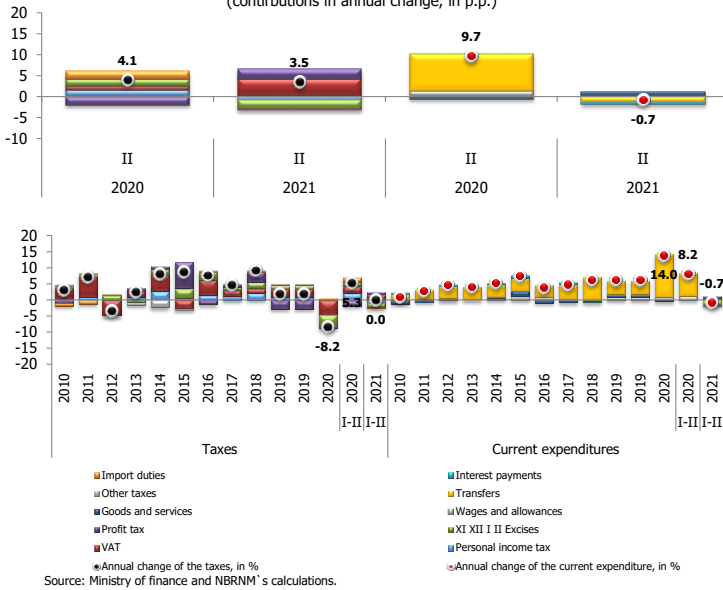 (contributions in annual change, in p.p.)
20
15
10
5
0
-5
-10
4.1
3.5
9.7
-0.7
II
II
II
II
2020
2021
2020
2021
20
15
10
5
0
-5
-10
-15
-20
-8.2
5.3
0.0
14.0
8.2
-0.7
2010
2011
2012
2013
2014
2015
2016
2017
2018
2019
2019
2020
2020
2021
2010
2011
2012
2013
2014
2015
2016
2017
2018
2019
2019
2020
2020
2021
I-II
I-II
I-II
I-II
Taxes
Current expenditures
Import duties
Interest payments
Other taxes
Transfers
Goods and services
Wages and allowances
Profit tax
XI XII I II Excises
VAT
Personal income tax
Annual change of the taxes, in %
Annual change of the current expenditure, in %
Source: Ministry of finance and NBRNM`s calculations.